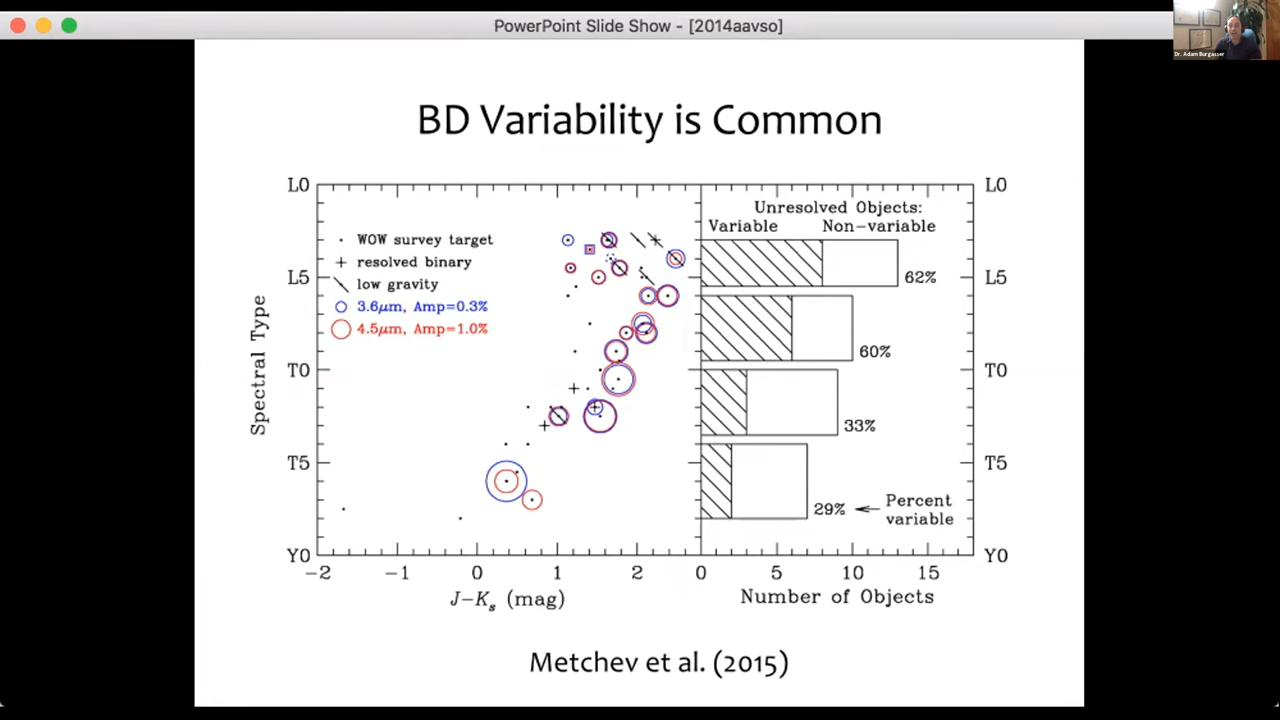 PowerPoint Slide Show - [2014aavso]
Dr. Adam Burgasser
BD Variability is Common
L0
L5
T0
T5
Y0
Spectral Type
WOW survey target
resolved binary
low gravity
3.6μm, Amp=0.3%
4.5μm, Amp=1.0%
−2 −1 0 1 2
J−Ks (mag)
Unresolved Objects:
Variable Non-variable
62%
60%
33%
29%
Percent
variable
L0
L5
T0
T5
Y0
0 5 10 15
Number of Objects
Metchev et al. (2015)